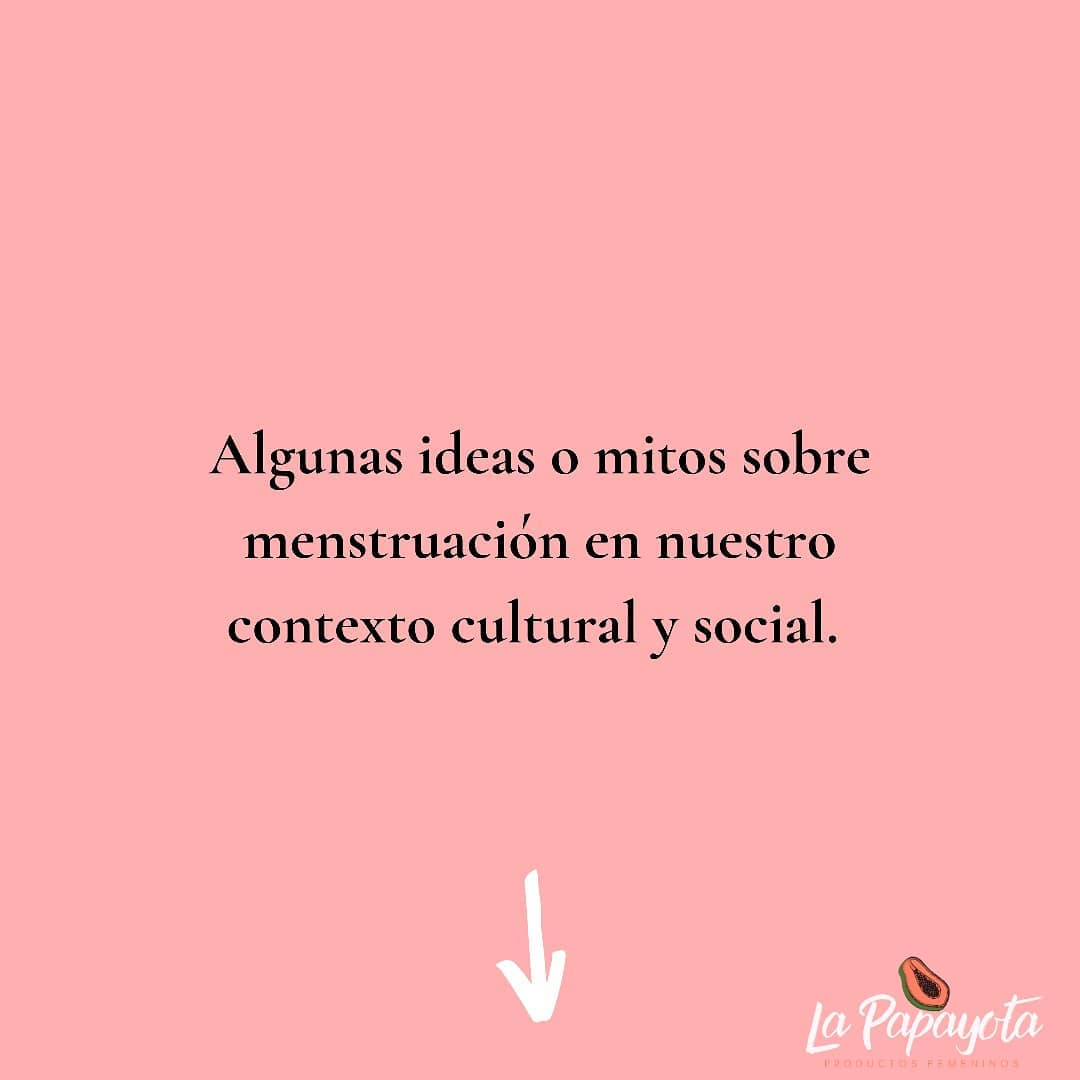 Algunas ideas o mitos sobre
menstruación en nuestro
contexto cultural y social.
La Papayota
PRODUCTOS FEMENINOS